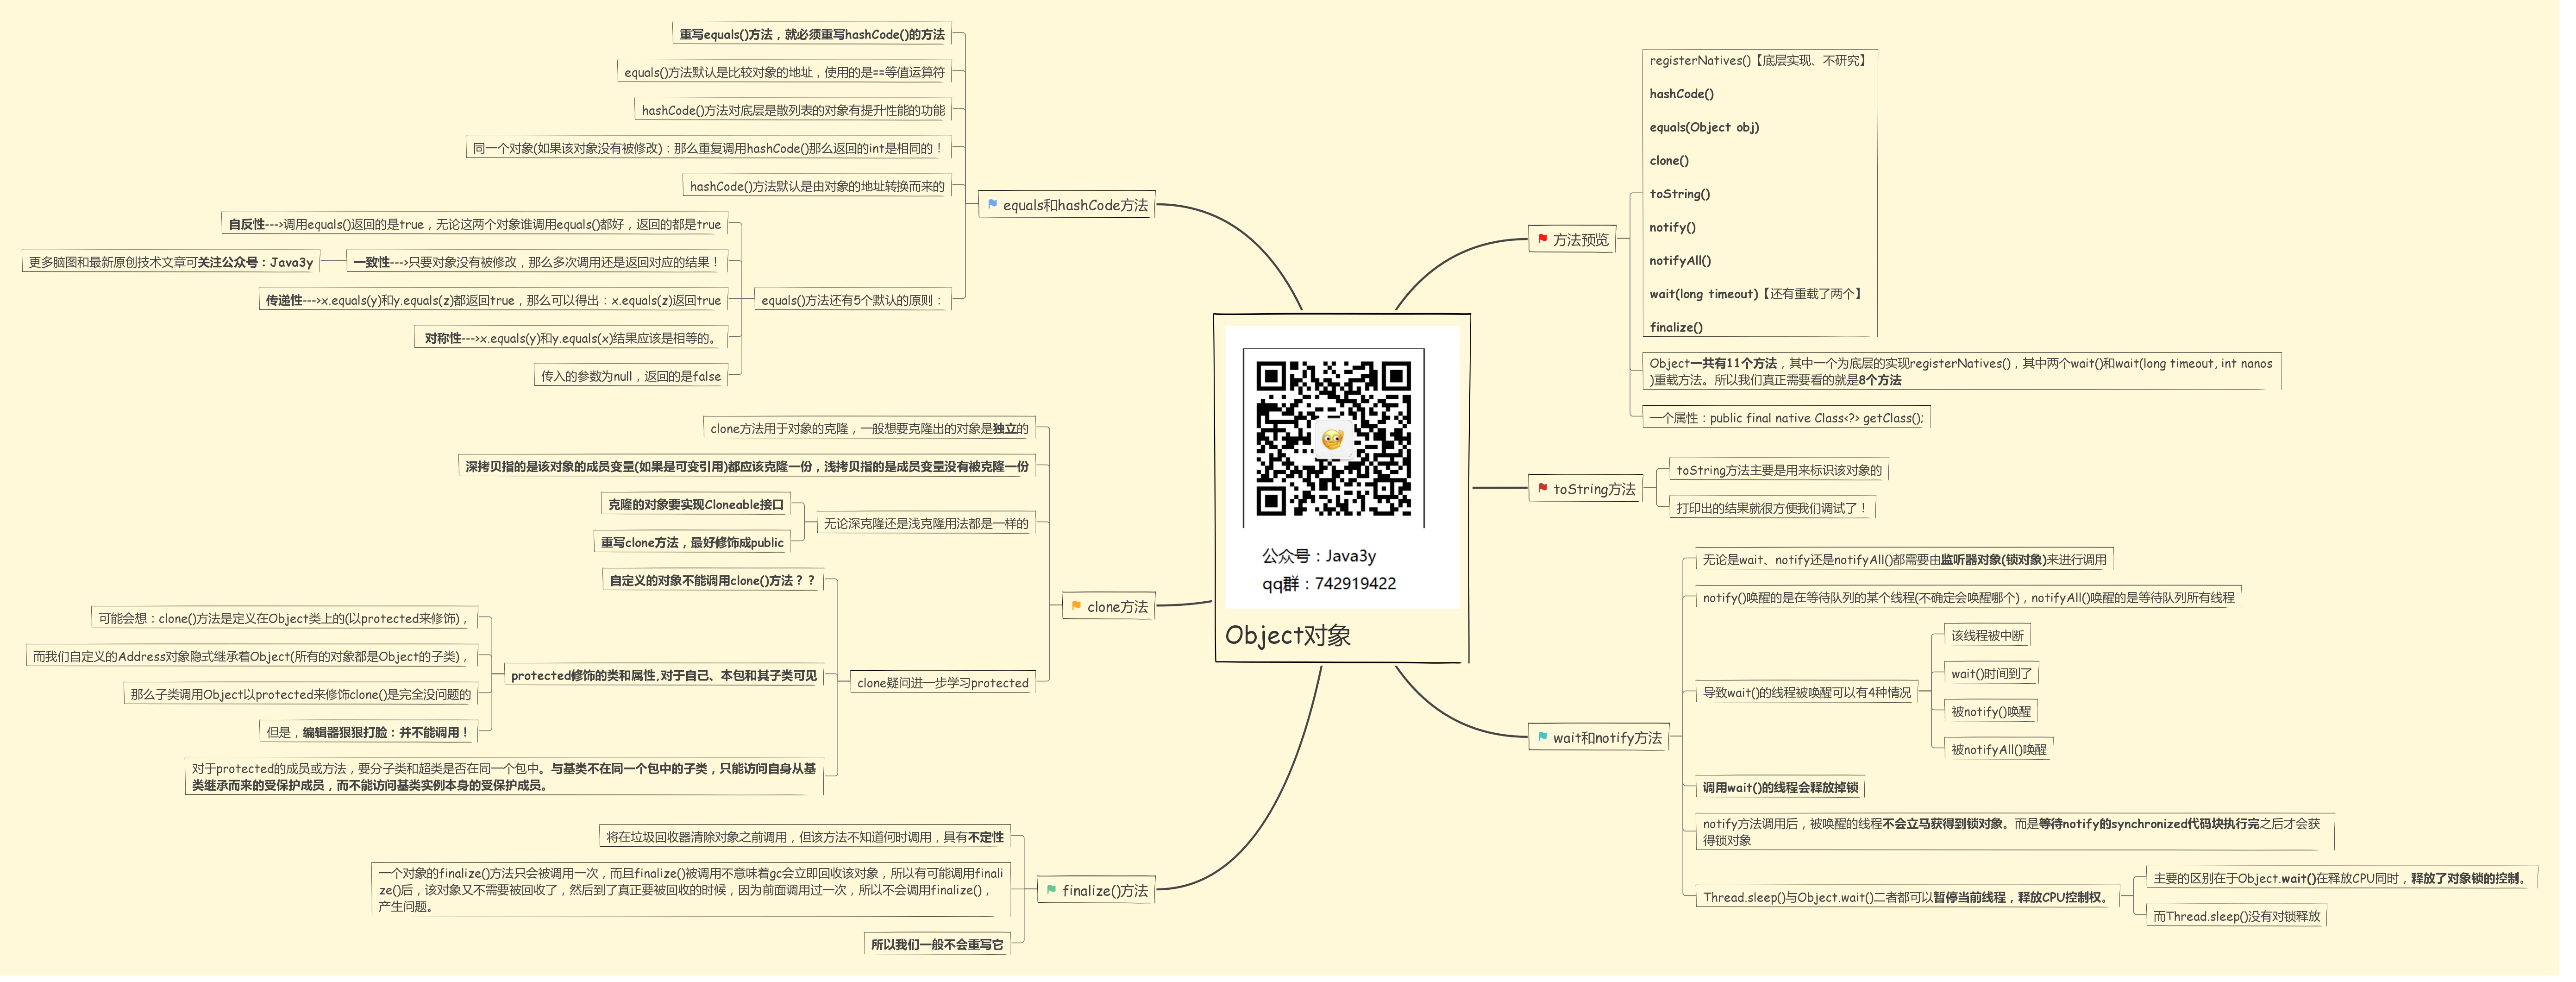 重写equals()方法，就必须重写hashCode()的方法
equals()方法默认是比较对象的地址，使用的是==等值运算符
hashCode()方法对底层是散列表的对象有提升性能的功能
同一个对象(如果该对象没有被修改)：那么重复调用hashCode()那么返回的int是相同的！
hashCode()方法默认是由对象的地址转换而来的
equals和hashCode方法
自反性--->调用equals()返回的是true，无论这两个对象谁调用equals()都好，返回的都是true
更多脑图和最新原创技术文章可关注公众号：Java3y
一致性--->只要对象没有被修改，那么多次调用还是返回对应的结果！
传递性--->x.equals(y)和y.equals(z)都返回true，那么可以得出：x.equals(z)返回true
equals()方法还有5个默认的原则：
对称性--->x.equals(y)和y.equals(x)结果应该是相等的。
传入的参数为null，返回的是false
clone方法用于对象的克隆，一般想要克隆出的对象是独立的
深拷贝指的是该对象的成员变量(如果是可变引用)都应该克隆一份，浅拷贝指的是成员变量没有被克隆一份
克隆的对象要实现Cloneable接口
无论深克隆还是浅克隆用法都是一样的
重写clone方法，最好修饰成public
自定义的对象不能调用clone()方法？？
clone方法
可能会想：clone()方法是定义在Object类上的(以protected来修饰)，
而我们自定义的Address对象隐式继承着Object(所有的对象都是Object的子类)，
protected修饰的类和属性,对于自己、本包和其子类可见
clone疑问进一步学习protected
那么子类调用Object以protected来修饰clone()是完全没问题的
但是，编辑器狠狠打脸：并不能调用！
对于protected的成员或方法，要分子类和超类是否在同一个包中。与基类不在同一个包中的子类，只能访问自身从基
类继承而来的受保护成员，而不能访问基类实例本身的受保护成员。
将在垃圾回收器清除对象之前调用，但该方法不知道何时调用，具有不定性
一个对象的finalize()方法只会被调用一次，而且finalize()被调用不意味着gc会立即回收该对象，所以有可能调用finali
ze()后，该对象又不需要被回收了，然后到了真正要被回收的时候，因为前面调用过一次，所以不会调用finalize()，
产生问题。
finalize()方法
所以我们一般不会重写它
公众号：Java3y
qq群：742919422
Object对象
方法预览
registerNatives()【底层实现、不研究】
hashCode()
equals(Object obj)
clone()
toString()
notify()
notifyAll()
wait(long timeout)【还有重载了两个】
finalize()
Object一共有11个方法，其中一个为底层的实现registerNatives()，其中两个wait()和wait(long timeout, int nanos
)重载方法。所以我们真正需要看的就是8个方法
一个属性：public final native Class<?> getClass();
toString方法
toString方法主要是用来标识该对象的
打印出的结果就很方便我们调试了！
wait和notify方法
无论是wait、notify还是notifyAll()都需要由监听器对象(锁对象)来进行调用
notify()唤醒的是在等待队列的某个线程(不确定会唤醒哪个)，notifyAll()唤醒的是等待队列所有线程
导致wait()的线程被唤醒可以有4种情况
该线程被中断
wait()时间到了
被notify()唤醒
被notifyAll()唤醒
调用wait()的线程会释放掉锁
notify方法调用后，被唤醒的线程不会立马获得到锁对象。而是等待notify的synchronized代码块执行完之后才会获
得锁对象
Thread.sleep()与Object.wait()二者都可以暂停当前线程，释放CPU控制权。
主要的区别在于Object.wait()在释放CPU同时，释放了对象锁的控制。
而Thread.sleep()没有对锁释放